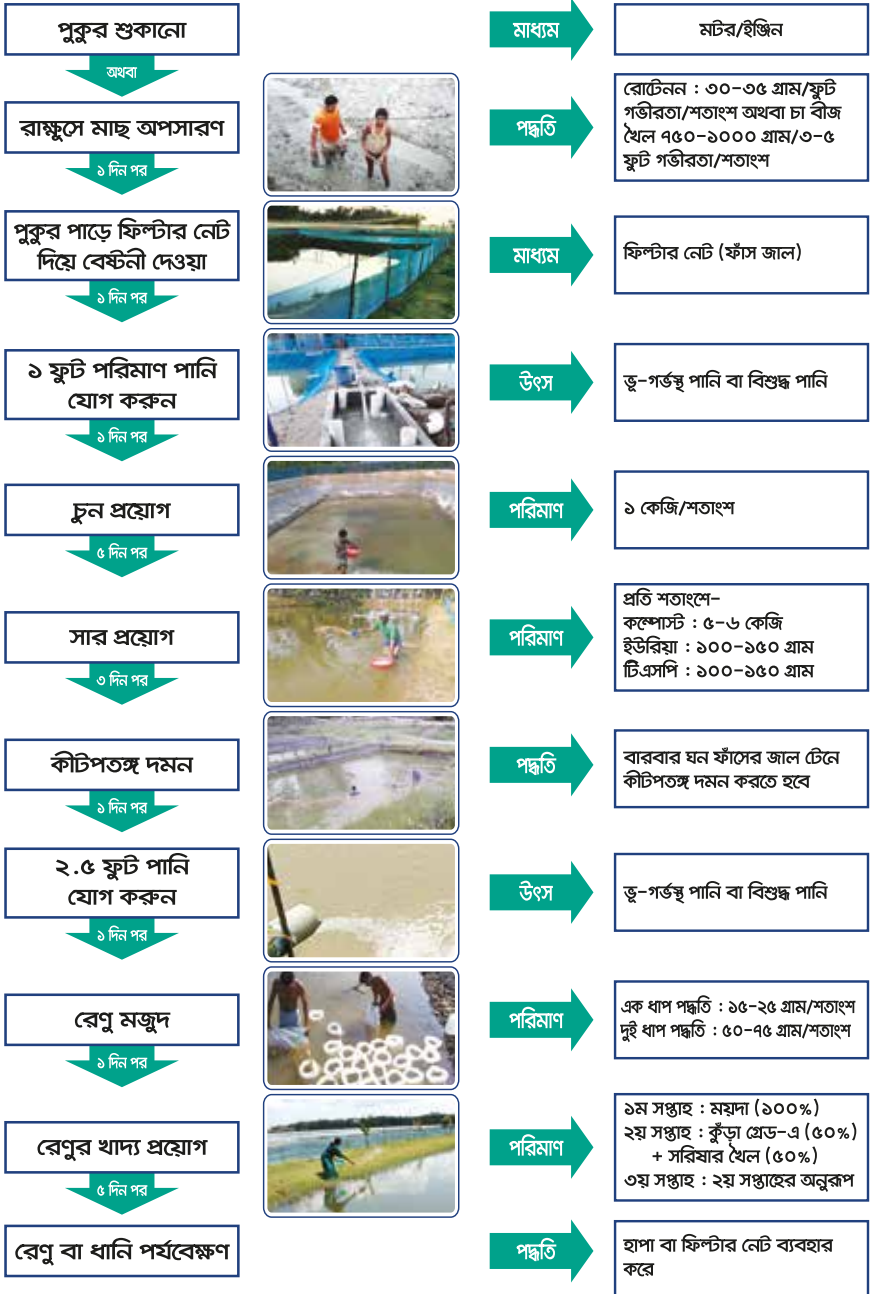 পুকুর শুকানো
মাধ্যম
মটর/ইঞ্জিন
অথবা
রাক্ষুসে মাছ অপসারণ
পদ্ধতি
রোটেনন : ৩০-৩৫ গ্রাম/ফুট
গভীরতা/শতাংশ অথবা চা বীজ
খৈল ৭৫০-১০০০ গ্রাম/৩-৫
ফুট গভীরতা/শতাংশ
১ দিন পর
পুকুর পাড়ে ফিল্টার নেট
দিয়ে বেষ্টনী দেওয়া
মাধ্যম
ফিল্টার নেট (ফাঁস জাল)
১ দিন পর
১ ফুট পরিমাণ পানি
যোগ করুন
উৎস
ভূ-গর্ভস্থ পানি বা বিশুদ্ধ পানি
১ দিন পর
চুন প্রয়োগ
পরিমাণ
১ কেজি/শতাংশ
৫ দিন পর
সার প্রয়োগ
পরিমাণ
প্রতি শতাংশে-
কম্পোস্ট : ৫-৬ কেজি
ইউরিয়া : ১০০-১৫০ গ্রাম
টিএসপি : ১০০-১৫০ গ্রাম
৩ দিন পর
কীটপতঙ্গ দমন
পদ্ধতি
বারবার ঘন ফাঁসের জাল টেনে
কীটপতঙ্গ দমন করতে হবে
১ দিন পর
২.৫ ফুট পানি
যোগ করুন
উৎস
ভূ-গর্ভস্থ পানি বা বিশুদ্ধ পানি
১ দিন পর
রেণু মজুদ
পরিমাণ
এক ধাপ পদ্ধতি : ১৫-২৫ গ্রাম/শতাংশ
দুই ধাপ পদ্ধতি : ৫০-৭৫ গ্রাম/শতাংশ
১ দিন পর
রেণুর খাদ্য প্রয়োগ
পরিমাণ
১ম সপ্তাহ : ময়দা (১০০%)
২য় সপ্তাহ : কুঁড়া গ্রেড-এ (৫০%)
+ সরিষার খৈল (৫০%)
৩য় সপ্তাহ : ২য় সপ্তাহের অনুরূপ
৫ দিন পর
রেণু বা ধানি পর্যবেক্ষণ
পদ্ধতি
হাপা বা ফিল্টার নেট ব্যবহার
করে